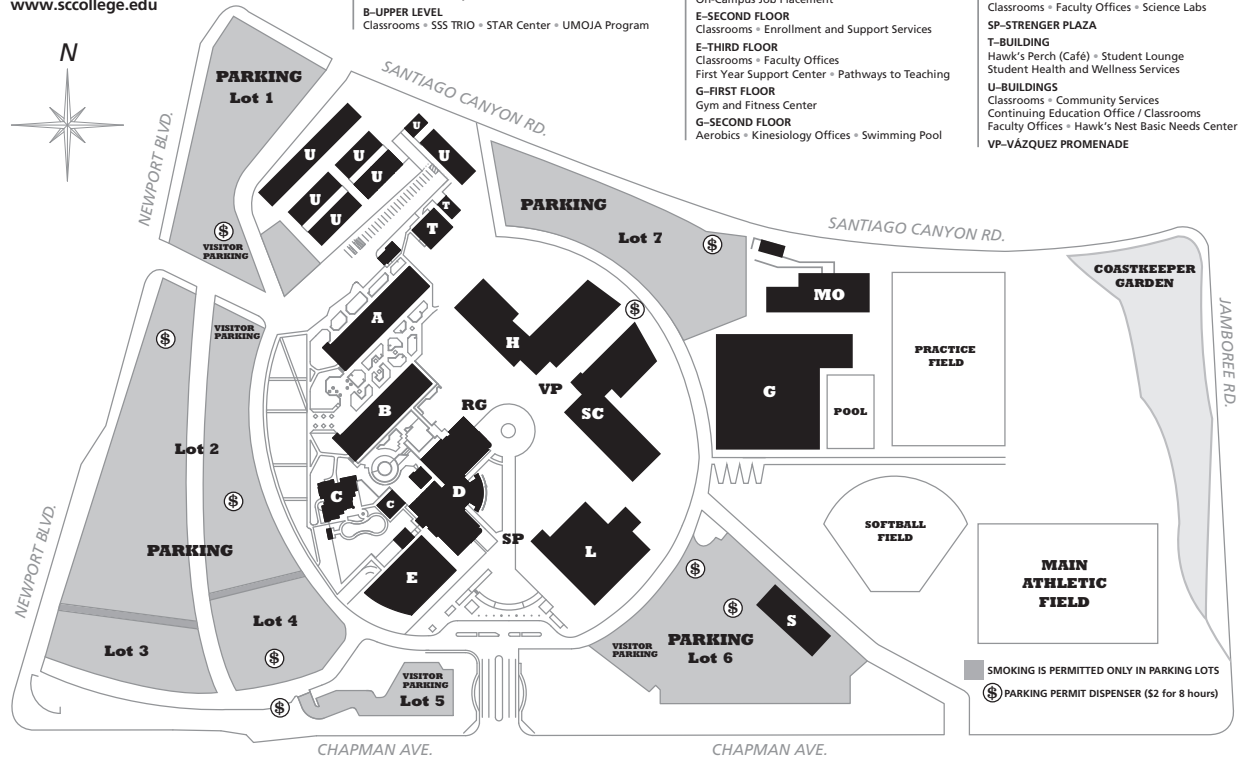 www.sccollege.edu
B–UPPER LEVEL
Classrooms • SSS TRIO • STAR Center • UMOJA Program
On-Campus Job Placement
E–SECOND FLOOR
Classrooms • Enrollment and Support Services
E–THIRD FLOOR
Classrooms • Faculty Offices
First Year Support Center • Pathways to Teaching
G–FIRST FLOOR
Gym and Fitness Center
G–SECOND FLOOR
Aerobics • Kinesiology Offices • Swimming Pool
Classrooms • Faculty Offices • Science Labs
SP–STRENGER PLAZA
T–BUILDING
Hawk's Perch (Café) • Student Lounge
Student Health and Wellness Services
U–BUILDINGS
Classrooms • Community Services
Continuing Education Office / Classrooms
Faculty Offices • Hawk's Nest Basic Needs Center
VP–VÁZQUEZ PROMENADE
N
PARKING
Lot 1
SANTIAGO CANYON RD.
NEWPORT BLVD.
U
U
U
U
U
U
U
T
T
$
VISITOR
PARKING
PARKING
Lot 7
$
SANTIAGO CANYON RD.
COASTKEEPER
GARDEN
JAMBOREE RD.
MO
PRACTICE
FIELD
G
POOL
$
VISITOR
PARKING
A
H
$
VP
SC
B
RG
Lot 2
$
PARKING
C
C
D
SP
L
E
SOFTBALL
FIELD
MAIN
ATHLETIC
FIELD
NEWPORT BLVD.
Lot 3
Lot 4
$
$
VISITOR
PARKING
Lot 5
$
$
S
VISITOR
PARKING
PARKING
Lot 6
SMOKING IS PERMITTED ONLY IN PARKING LOTS
$ PARKING PERMIT DISPENSER ($2 for 8 hours)
CHAPMAN AVE.
CHAPMAN AVE.